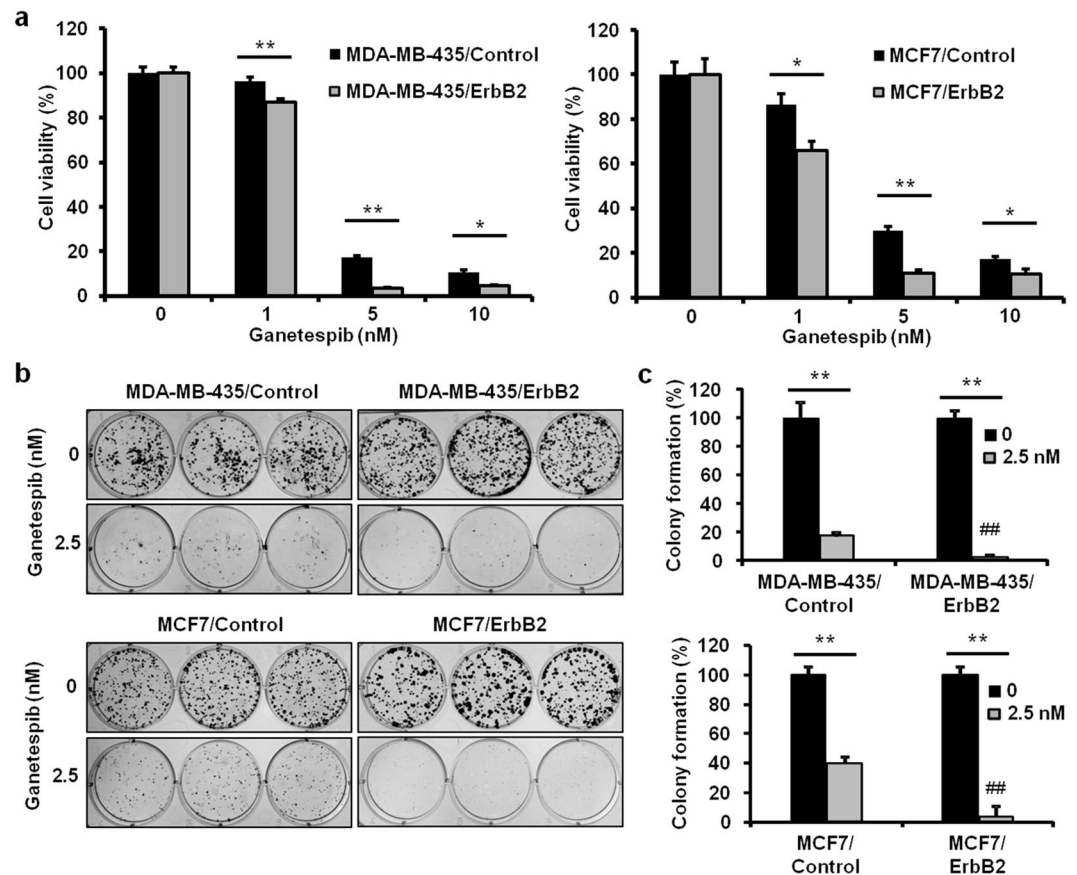 a
120
100
80
60
40
20
0
Cell viability (%)
**
**
*
MDA-MB-435/Control
MDA-MB-435/ErbB2
0
1
5
10
Ganetespib (nM)
120
100
80
60
40
20
0
Cell viability (%)
*
**
*
MCF7/Control
MCF7/ErbB2
0
1
5
10
Ganetespib (nM)
b
MDA-MB-435/Control
MDA-MB-435/ErbB2
Ganetespib (nM)
0
2.5
MCF7/Control
MCF7/ErbB2
Ganetespib (nM)
0
2.5
c
120
100
80
60
40
20
0
Colony formation (%)
**
**
##
0
2.5 nM
MDA-MB-435/
Control
MDA-MB-435/
ErbB2
120
100
80
60
40
20
0
Colony formation (%)
**
**
##
0
2.5 nM
MCF7/
Control
MCF7/
ErbB2